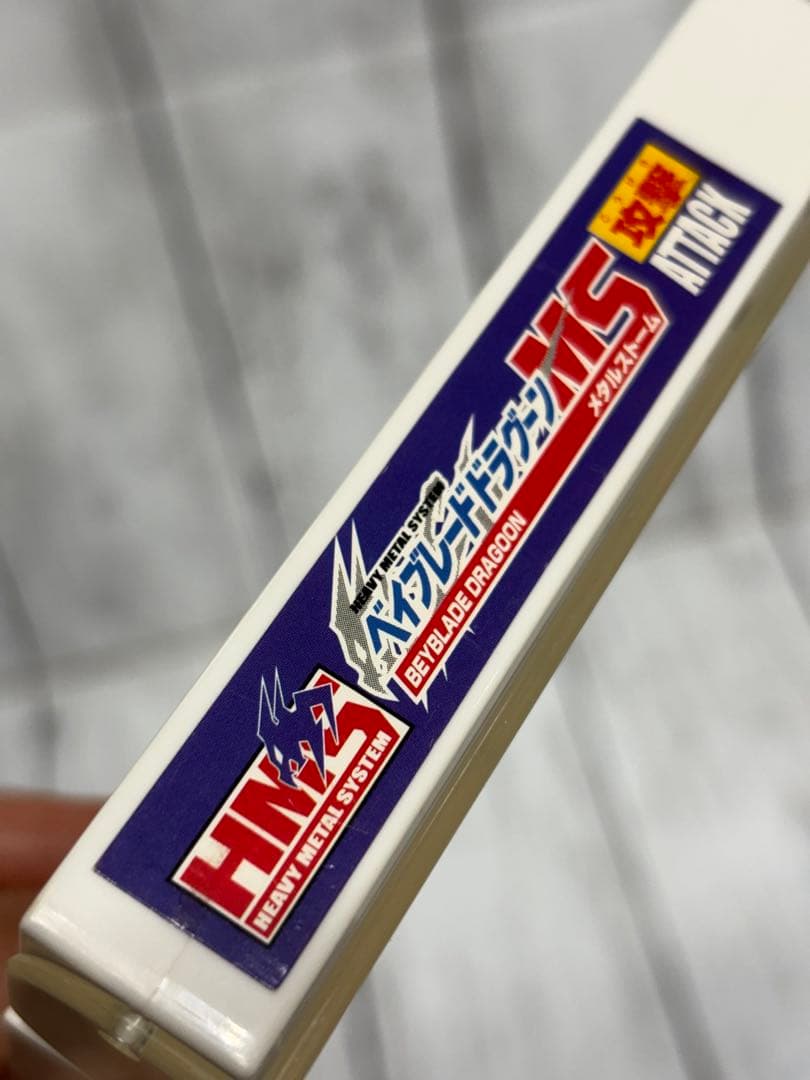 HMS
HEAVY METAL SYSTEM
HEAVY METAL SYSTEM
ベイブレードドラグーンMS
メタルストーム
BEYBLADE DRAGOON
攻撃
ATTACK